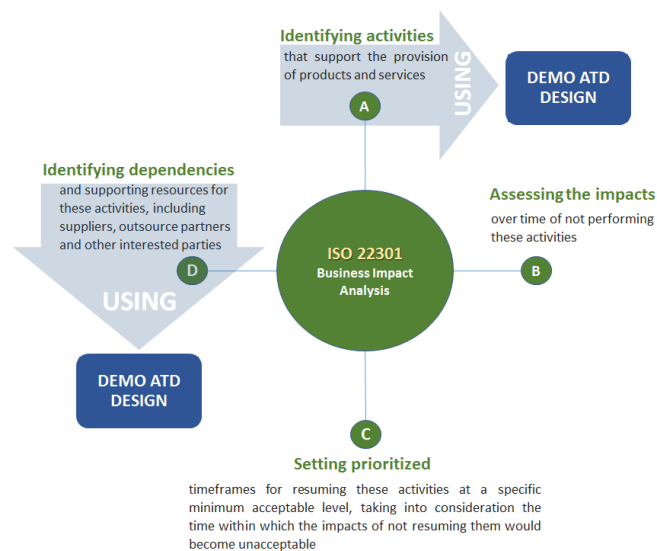 Identifying activities
that support the provision
of products and services
A
USING
DEMO ATD
DESIGN
Identifying dependencies
and supporting resources for
these activities, including
suppliers, outsource partners
and other interested parties
D
USING
DEMO ATD
DESIGN
ISO 22301
Business Impact
Analysis
Assessing the impacts
over time of not performing
these activities
B
C
Setting prioritized
timeframes for resuming these activities at a specific
minimum acceptable level, taking into consideration
the time within which the impacts of not resuming them would
become unacceptable